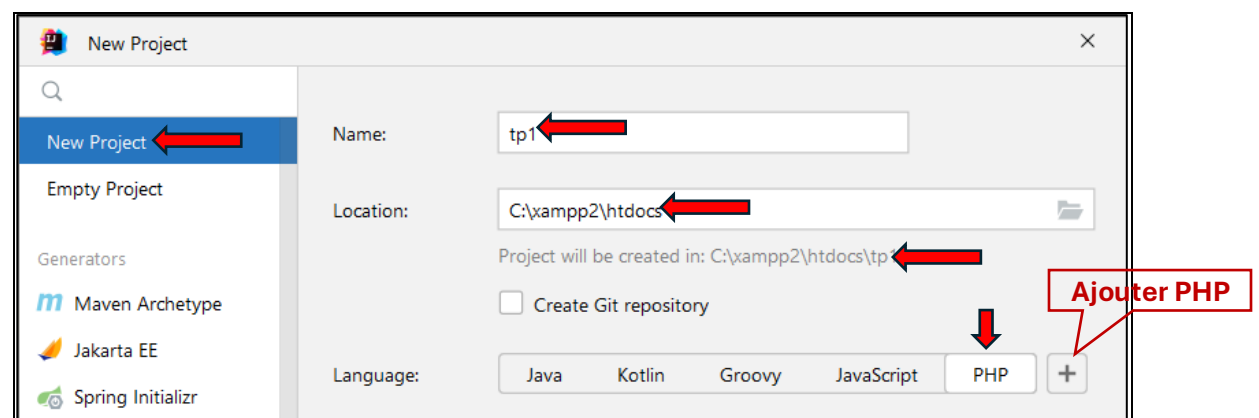 New Project
New Project
Name:
tp1
Empty Project
Location:
C:\xampp2\htdocs
Project will be created in: C:\xampp2\htdocs\tp1
Generators
Ajouter PHP
Maven Archetype
Create Git repository
Jakarta EE
Language:
Java
Kotlin
Groovy
JavaScript
PHP
+
Spring Initializr